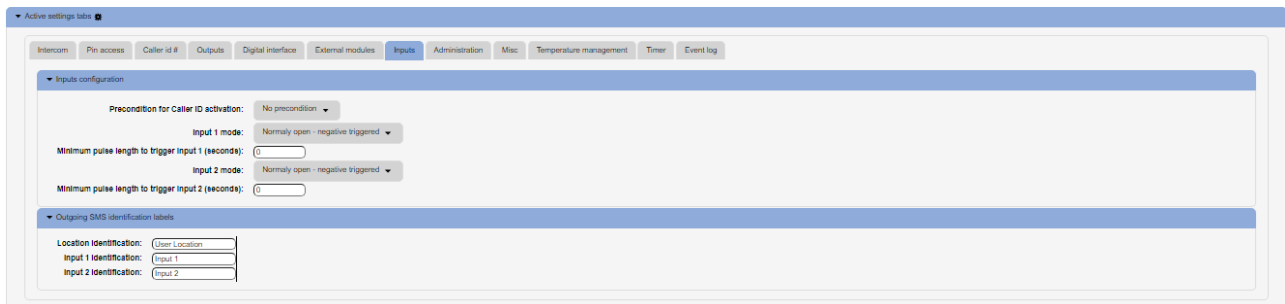 Active settings tabs
Intercom Pin access Caller id # Outputs Digital interface External modules Inputs Administration Misc Temperature management Timer Event log
Inputs configuration
Precondition for Caller ID activation: No precondition
Input 1 mode: Normaly open - negative triggered
Minimum pulse length to trigger input 1 (seconds): 0
Input 2 mode: Normaly open - negative triggered
Minimum pulse length to trigger input 2 (seconds): 0
Outgoing SMS identification labels
Location identification: User Location
Input 1 Identification: Input 1
Input 2 Identification: Input 2